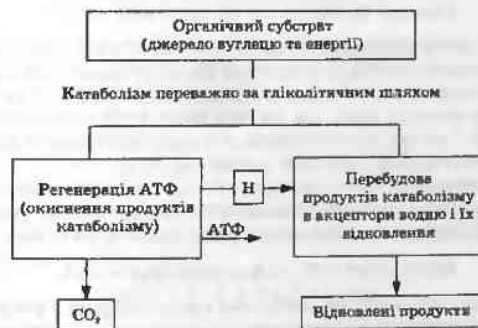 Органічний субстрат
(джерело вуглецю та енергії)
Катаболізм переважно за гліколітичним шляхом
Регенерація АТФ
(окиснення продуктів
катаболізму)
Н
АТФ
Перебудова
продуктів катаболізму
в акцептори водню і їх
відновлення
CO₂
Відновлені продукти